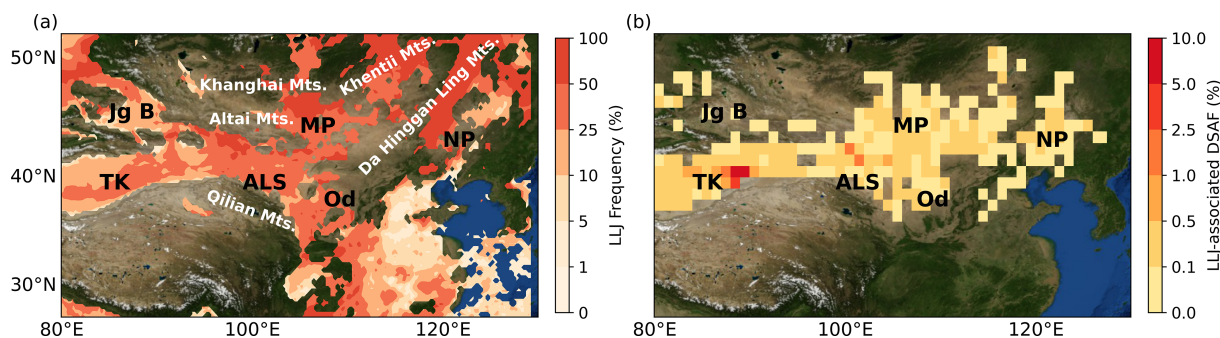 (a)
50°N
40°N
30°N
80°E
100°E
120°E
Khanghai Mts.
Khentii Mts.
Da Hinggan Ling Mts.
Jg B
Altai Mts.
MP
NP
TK
ALS
Od
Qilian Mts.
100
50
25
10
5
1
0
LLJ Frequency (%)
(b)
Jg B
MP
NP
TK
ALS
Od
80°E
100°E
120°E
10.0
5.0
2.5
1.0
0.5
0.1
0.0
LLJ-associated DSAF (%)